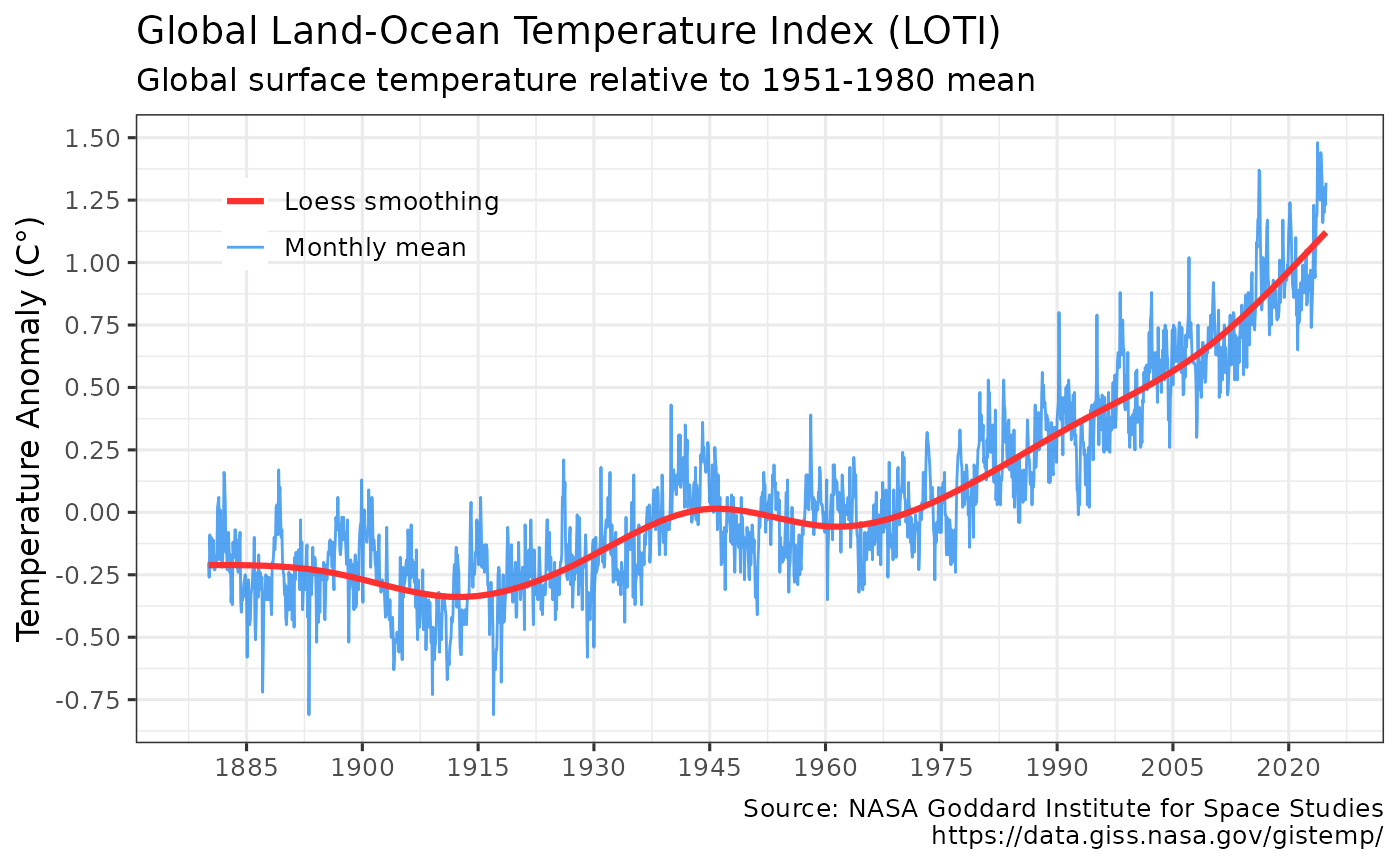 Global Land-Ocean Temperature Index (LOTI)
Global surface temperature relative to 1951-1980 mean
Temperature Anomaly (C°)
1.50
1.25
1.00
0.75
0.50
0.25
0.00
-0.25
-0.50
-0.75
Loess smoothing
Monthly mean
1885 1900 1915 1930 1945 1960 1975 1990 2005 2020
Source: NASA Goddard Institute for Space Studies
https://data.giss.nasa.gov/gistemp/